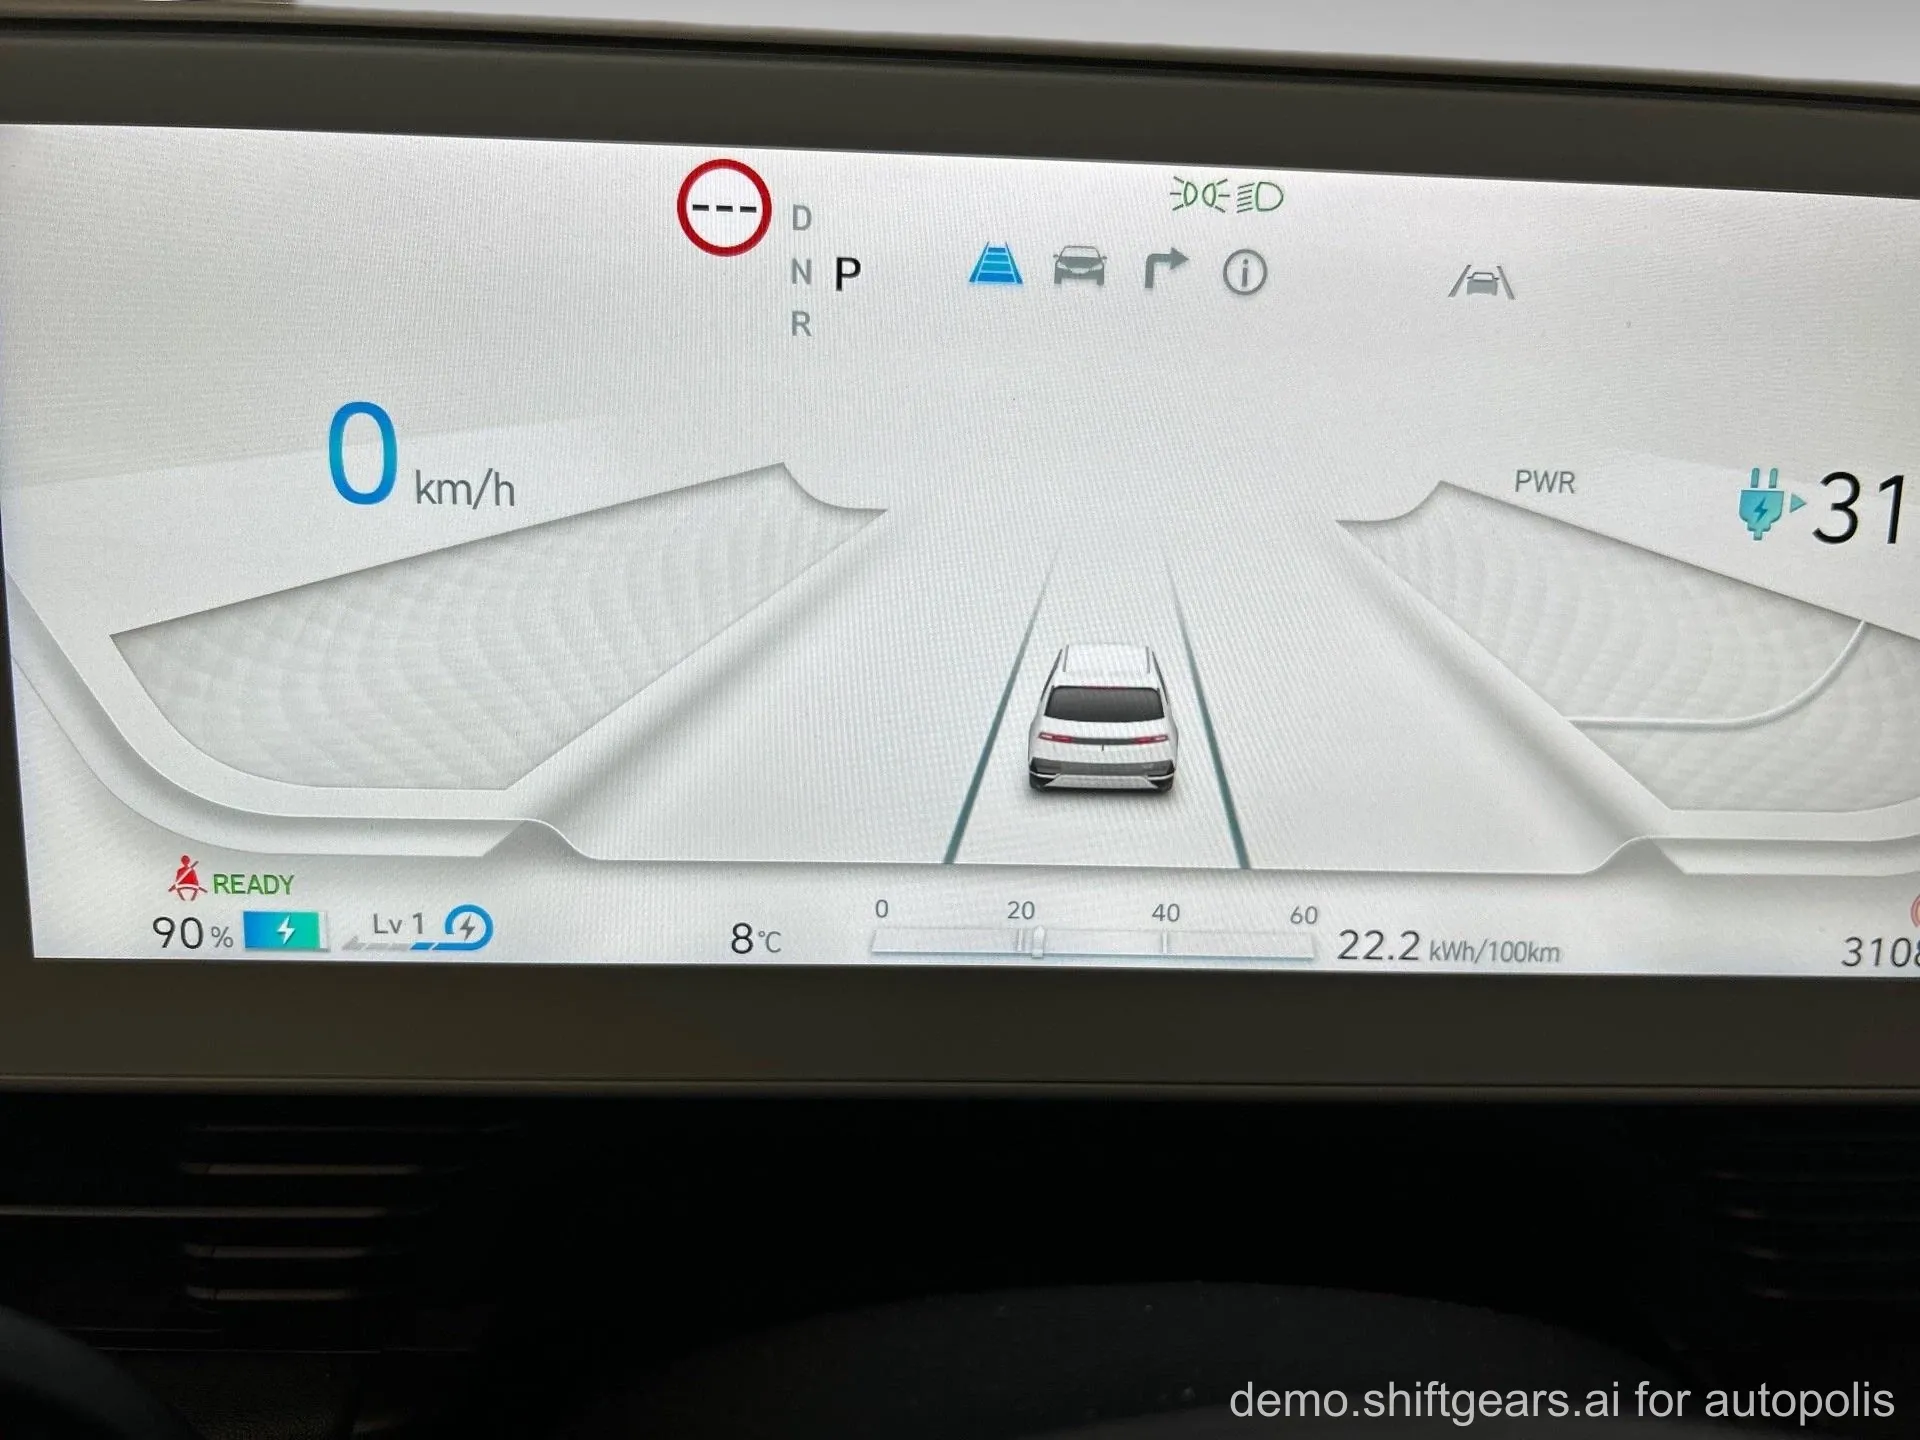 ---
D
N P
R
0 km/h
PWR
31
READY
90%
Lv 1
8°C
0 20 40 60
22.2 kWh/100km
3108
demo.shiftgears.ai for autopolis